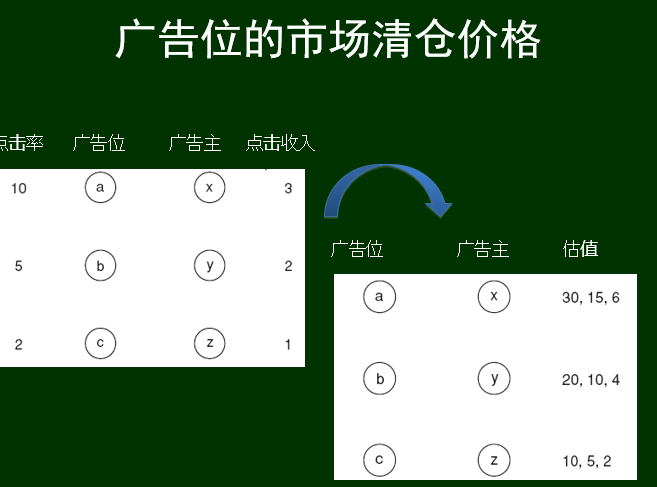 广告位的市场清仓价格
点击率 广告位 广告主 点击收入
10 a x 3
5 b y 2
2 c z 1
广告位 广告主 估值
a x 30, 15, 6
b y 20, 10, 4
c z 10, 5, 2